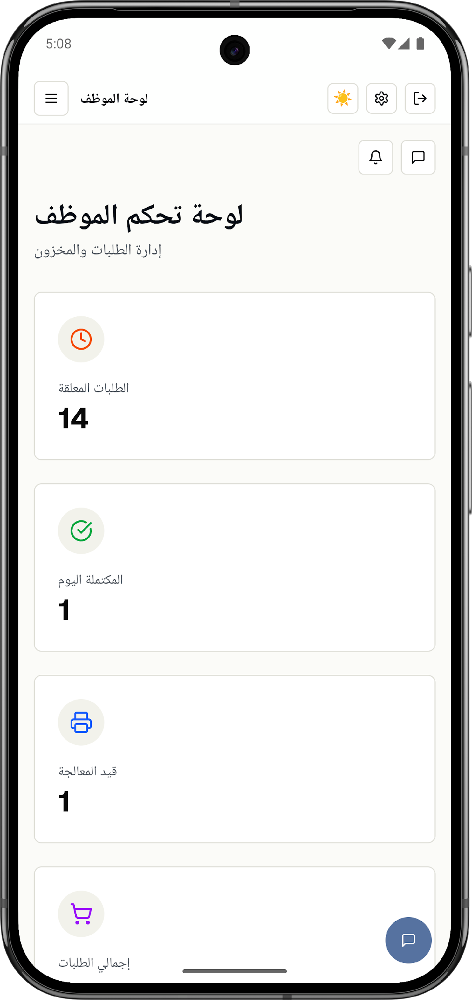 5:08
لوحة الموظف
لوحة تحكم الموظف
إدارة الطلبات والمخزون
الطلبات المعلقة
14
المكتملة اليوم
1
قيد المعالجة
1
إجمالي الطلبات